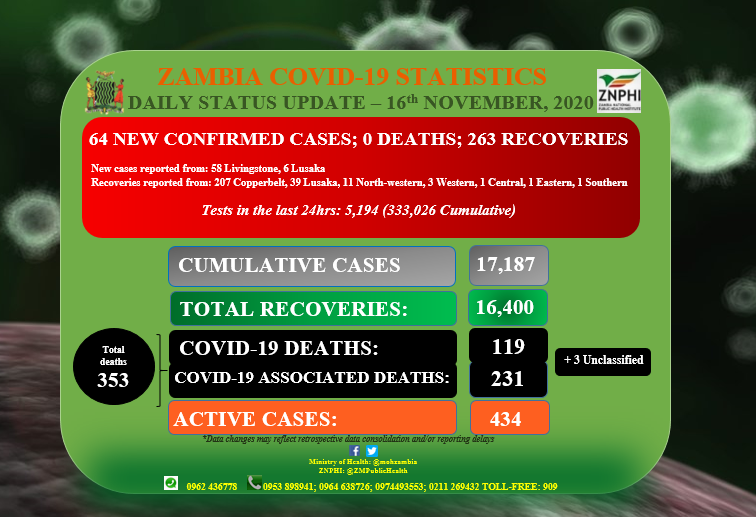 ZAMBIA COVID-19 STATISTICS
DAILY STATUS UPDATE – 16th NOVEMBER, 2020
ZNPHI
ZAMBIA NATIONAL
PUBLIC HEALTH INSTITUTE
64 NEW CONFIRMED CASES; 0 DEATHS; 263 RECOVERIES
New cases reported from: 58 Livingstone, 6 Lusaka
Recoveries reported from: 207 Copperbelt, 39 Lusaka, 11 North-western, 3 Western, 1 Central, 1 Eastern, 1 Southern
Tests in the last 24hrs: 5,194 (333,026 Cumulative)
CUMULATIVE CASES 17,187
TOTAL RECOVERIES: 16,400
Total
deaths
353
COVID-19 DEATHS: 119
COVID-19 ASSOCIATED DEATHS: 231
+ 3 Unclassified
ACTIVE CASES: 434
*Data changes may reflect retrospective data consolidation and/or reporting delays
Ministry of Health: @mohzambia
ZNPHI: @ZMPublicHealth
0962 436778 0953 898941; 0964 638726; 0974493553; 0211 269432 TOLL-FREE: 909